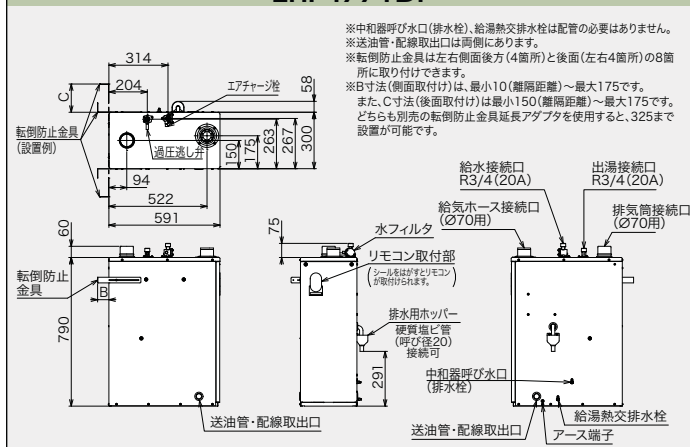 ※中和器呼び水口(排水栓)、給湯熱交排水栓は配管の必要はありません。
※送油管・配線取出口は両側にあります。
※転倒防止金具は左右側面後方(4箇所)と後面(左右4箇所)の8箇
所に取り付けできます。
※B寸法(側面取付け)は、最小10(離隔距離)～最大175です。
また、C寸法(後面取付け)は最小150(離隔距離)～最大175です。
どちらも別売の転倒防止金具延長アダプタを使用すると、325まで
設置が可能です。
314
204
エアチャージ栓
58
C
転倒防止金具
(設置例)
過圧逃し弁
94
150
175
263
267
300
522
591
給水接続口
R3/4(20A)
出湯接続口
R3/4(20A)
給気ホース接続口
(Ø70用)
排気筒接続口
(Ø70用)
60
75
水フィルタ
リモコン取付部
(シールをはがすとリモコン
が取付けられます。)
転倒防止
金具
B
790
排水用ホッパー
硬質塩ビ管
(呼び径20)
接続可
291
中和器呼び水口
(排水栓)
送油管・配線取出口
送油管・配線取出口
給湯熱交排水栓
アース端子